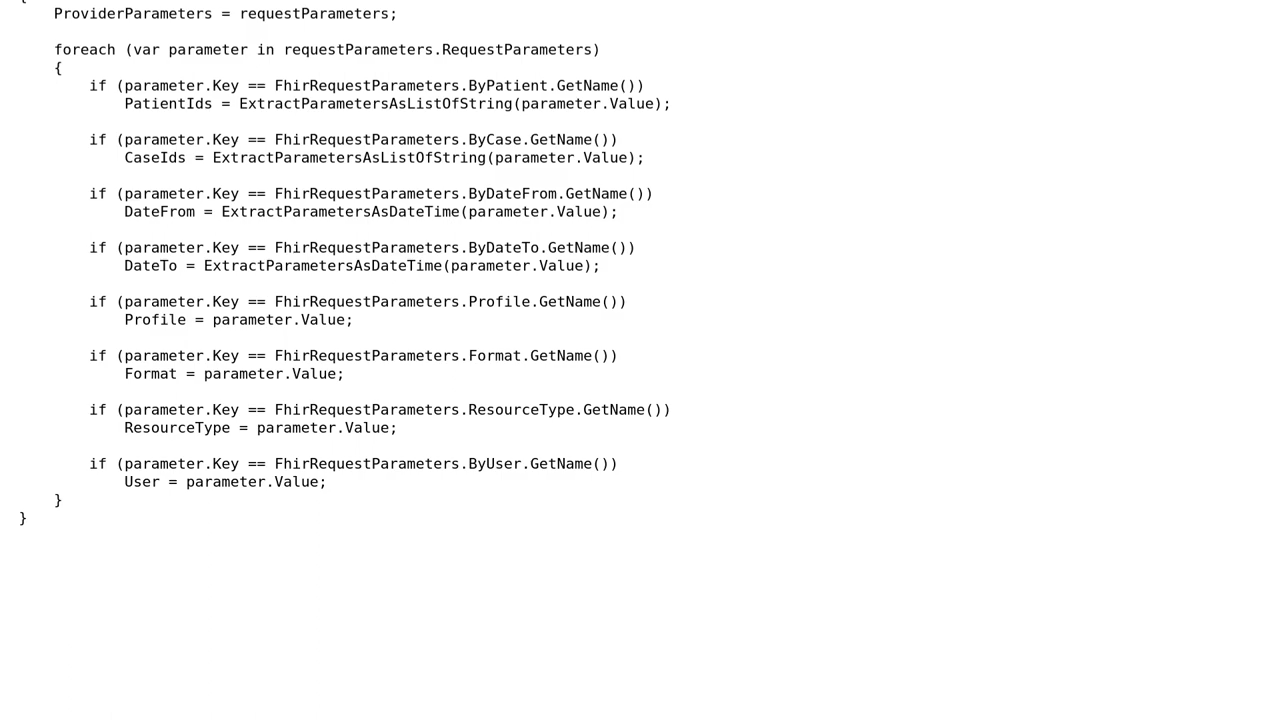 {
    ProviderParameters = requestParameters;

    foreach (var parameter in requestParameters.RequestParameters)
    {
        if (parameter.Key == FhirRequestParameters.ByPatient.GetName())
            PatientIds = ExtractParametersAsListOfString(parameter.Value);

        if (parameter.Key == FhirRequestParameters.ByCase.GetName())
            CaseIds = ExtractParametersAsListOfString(parameter.Value);

        if (parameter.Key == FhirRequestParameters.ByDateFrom.GetName())
            DateFrom = ExtractParametersAsDateTime(parameter.Value);

        if (parameter.Key == FhirRequestParameters.ByDateTo.GetName())
            DateTo = ExtractParametersAsDateTime(parameter.Value);

        if (parameter.Key == FhirRequestParameters.Profile.GetName())
            Profile = parameter.Value;

        if (parameter.Key == FhirRequestParameters.Format.GetName())
            Format = parameter.Value;

        if (parameter.Key == FhirRequestParameters.ResourceType.GetName())
            ResourceType = parameter.Value;

        if (parameter.Key == FhirRequestParameters.ByUser.GetName())
            User = parameter.Value;
    }
}